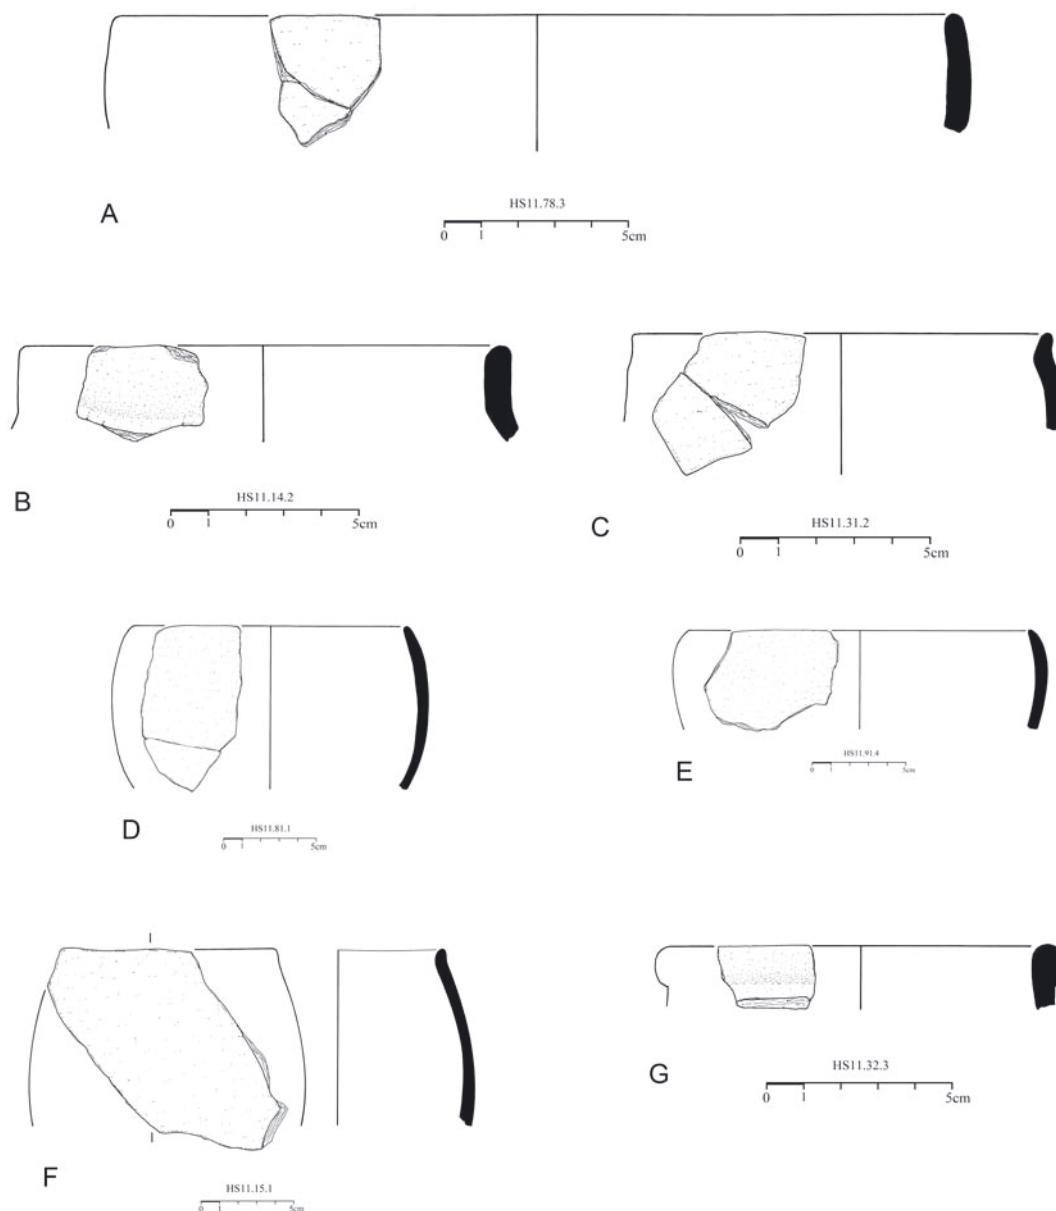 HS11.78.3
A
0 1 5cm
HS11.14.2
B
0 1 5cm
HS11.31.2
C
0 1 5cm
HS11.81.1
D
0 1 5cm
HS11.91.4
E
0 1 5cm
HS11.15.1
F
0 1 5cm
HS11.32.3
G
0 1 5cm